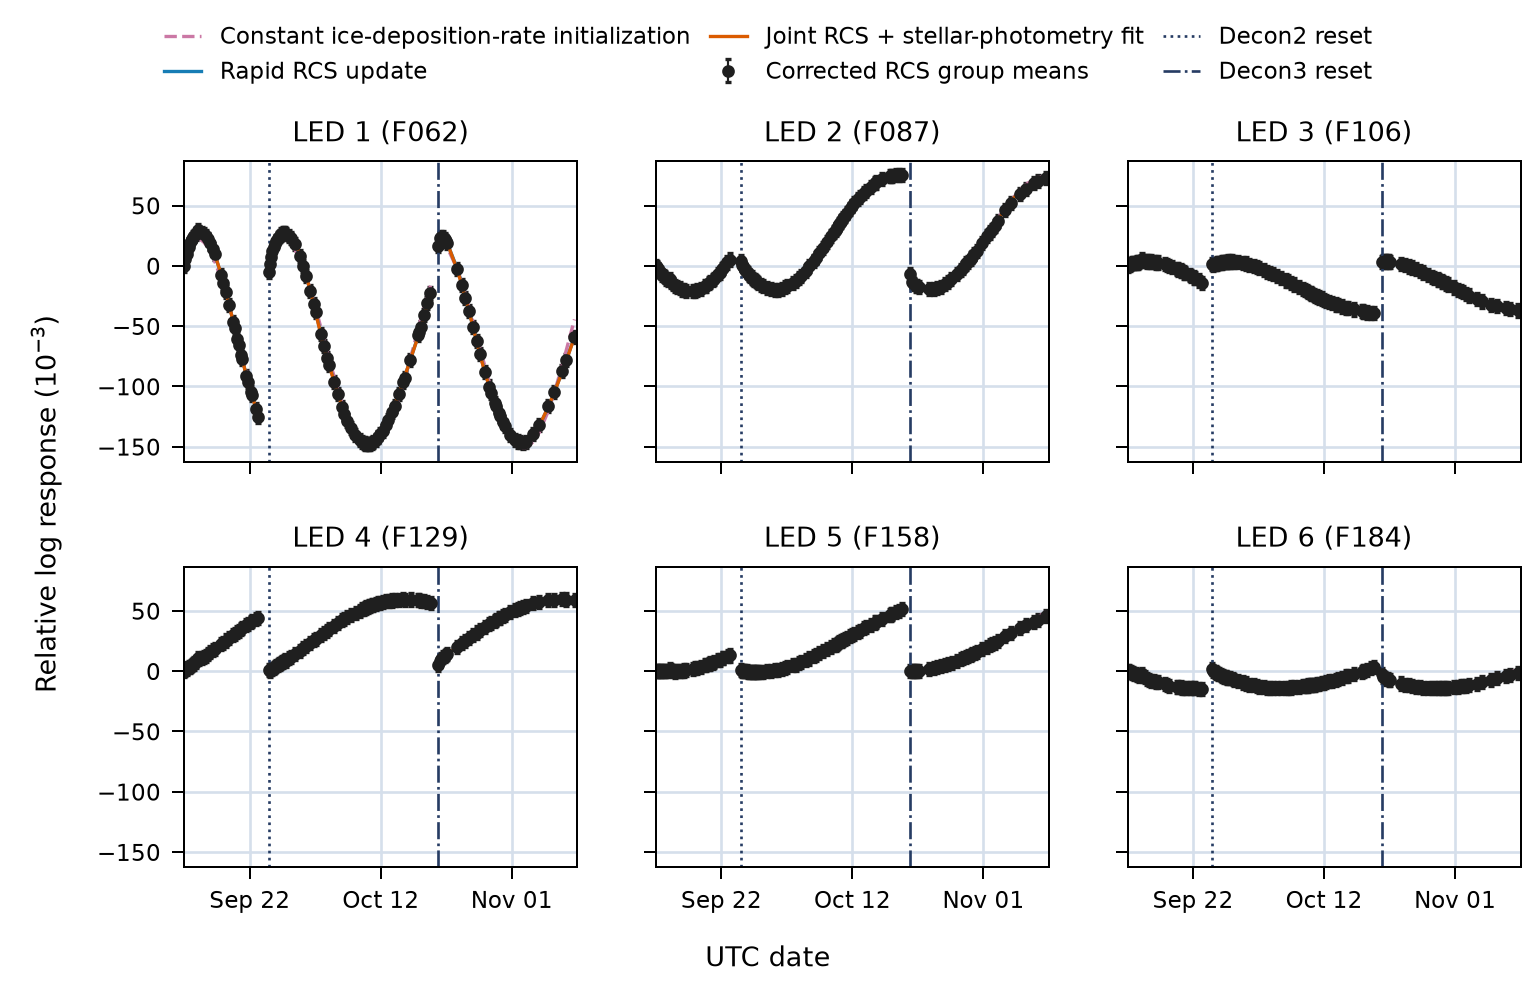 Constant ice-deposition-rate initialization
Rapid RCS update
Joint RCS + stellar-photometry fit
Corrected RCS group means
Decon2 reset
Decon3 reset
LED 1 (F062)
LED 2 (F087)
LED 3 (F106)
50
0
−50
−100
−150
LED 4 (F129)
LED 5 (F158)
LED 6 (F184)
50
0
−50
−100
−150
Sep 22
Oct 12
Nov 01
Sep 22
Oct 12
Nov 01
Sep 22
Oct 12
Nov 01
Relative log response (10⁻³)
UTC date